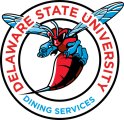 DELAWARE STATE UNIVERSITY
DINING SERVICES